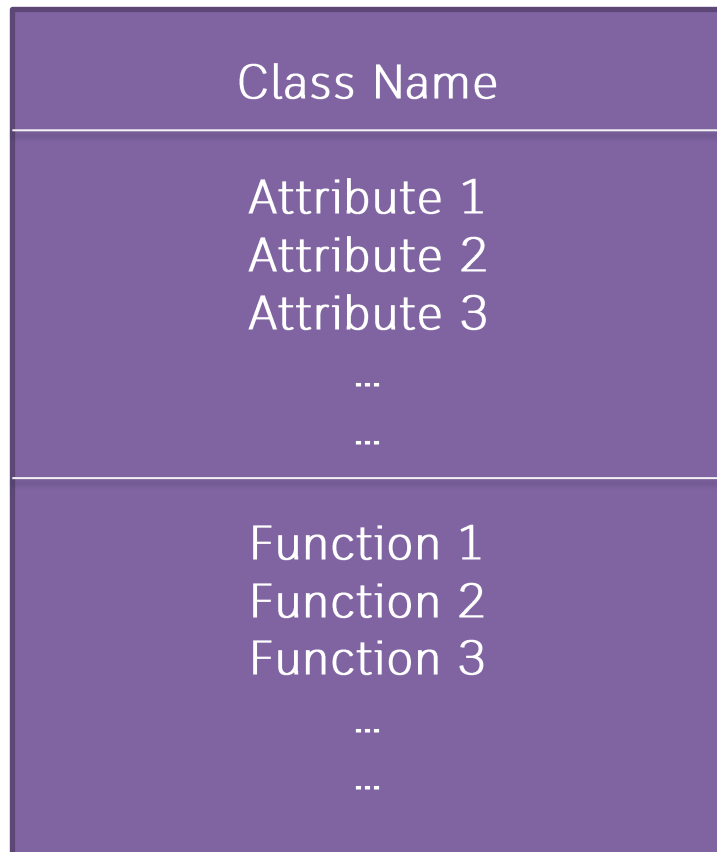 Class Name
Attribute 1
Attribute 2
Attribute 3
...
...
Function 1
Function 2
Function 3
...
...